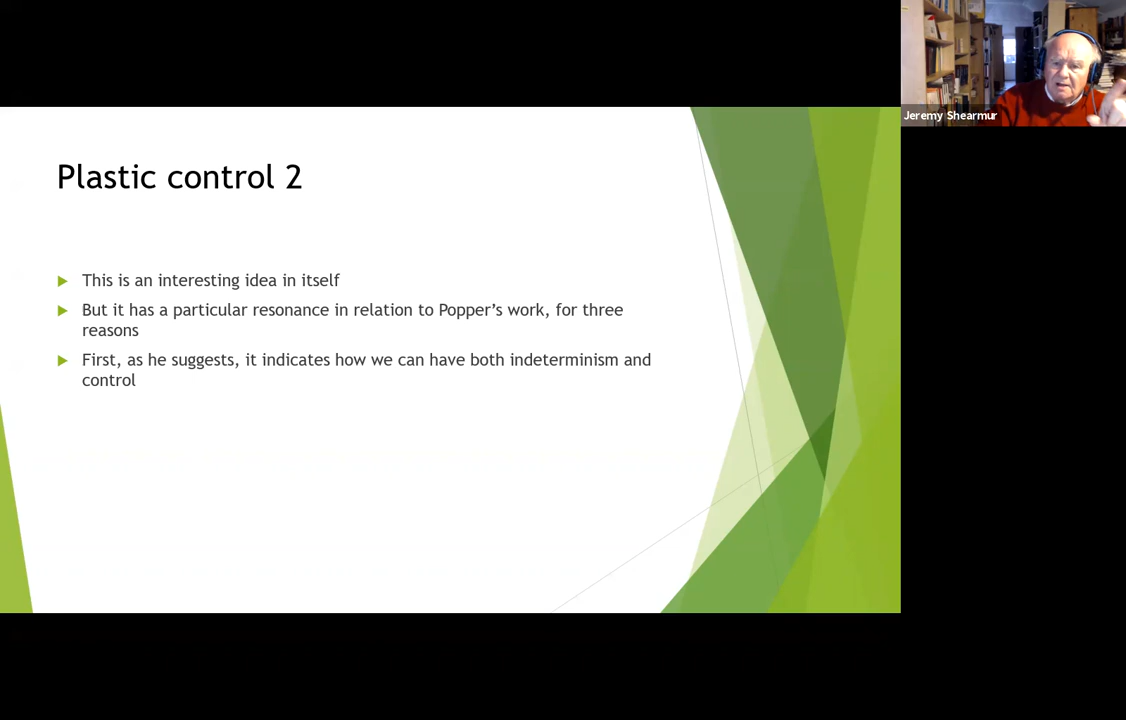 Jeremy Shearmur
Plastic control 2
This is an interesting idea in itself
But it has a particular resonance in relation to Popper’s work, for three
reasons
First, as he suggests, it indicates how we can have both indeterminism and
control